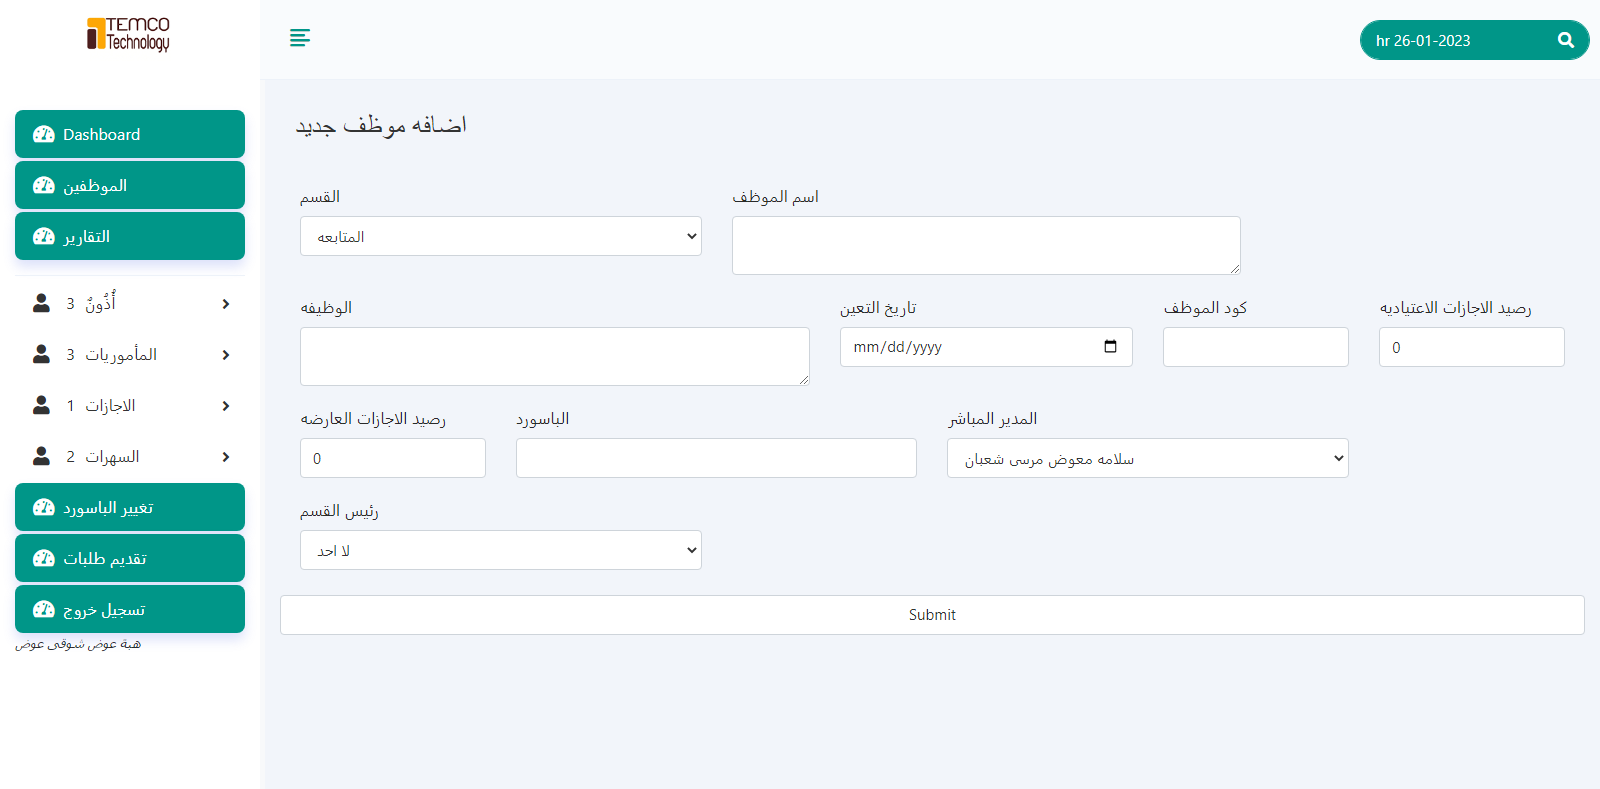 TEMCO
Technology
hr 26-01-2023
Dashboard
الموظفين
التقارير
أُذُونٌ 3
المأموريات 3
الاجازات 1
السهرات 2
تغيير الباسورد
تقديم طلبات
تسجيل خروج
هبة عوض شوقى عوض
اضافه موظف جديد
القسم
المتابعه
اسم الموظف
الوظيفه
تاريخ التعين
mm/dd/yyyy
كود الموظف
رصيد الاجازات الاعتياديه
0
رصيد الاجازات العارضه
0
الباسورد
المدير المباشر
سلامه معوض مرسى شعبان
رئيس القسم
لا احد
Submit